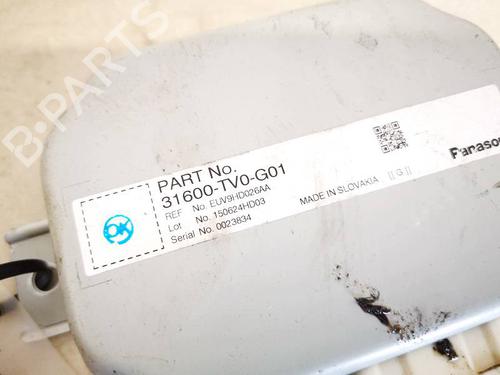 B-PARTS
PART No.
31600-TV0-G01
REF No. EUV9HD026AA
Lot No. 150624HD03
Serial No. 0023834
MADE IN SLOVAKIA [[ G ]]
Panaso
OK